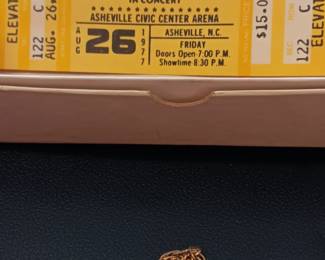 IN CONCERT
ASHEVILLE CIVIC CENTER ARENA
AUG
26
1977
ASHEVILLE, N.C.
FRIDAY
Doors Open 7:00 P.M.
Showtime 8:30 P.M.
ELEVA
122 C
AUG. 26,
$15.0
ELEVA
122 C